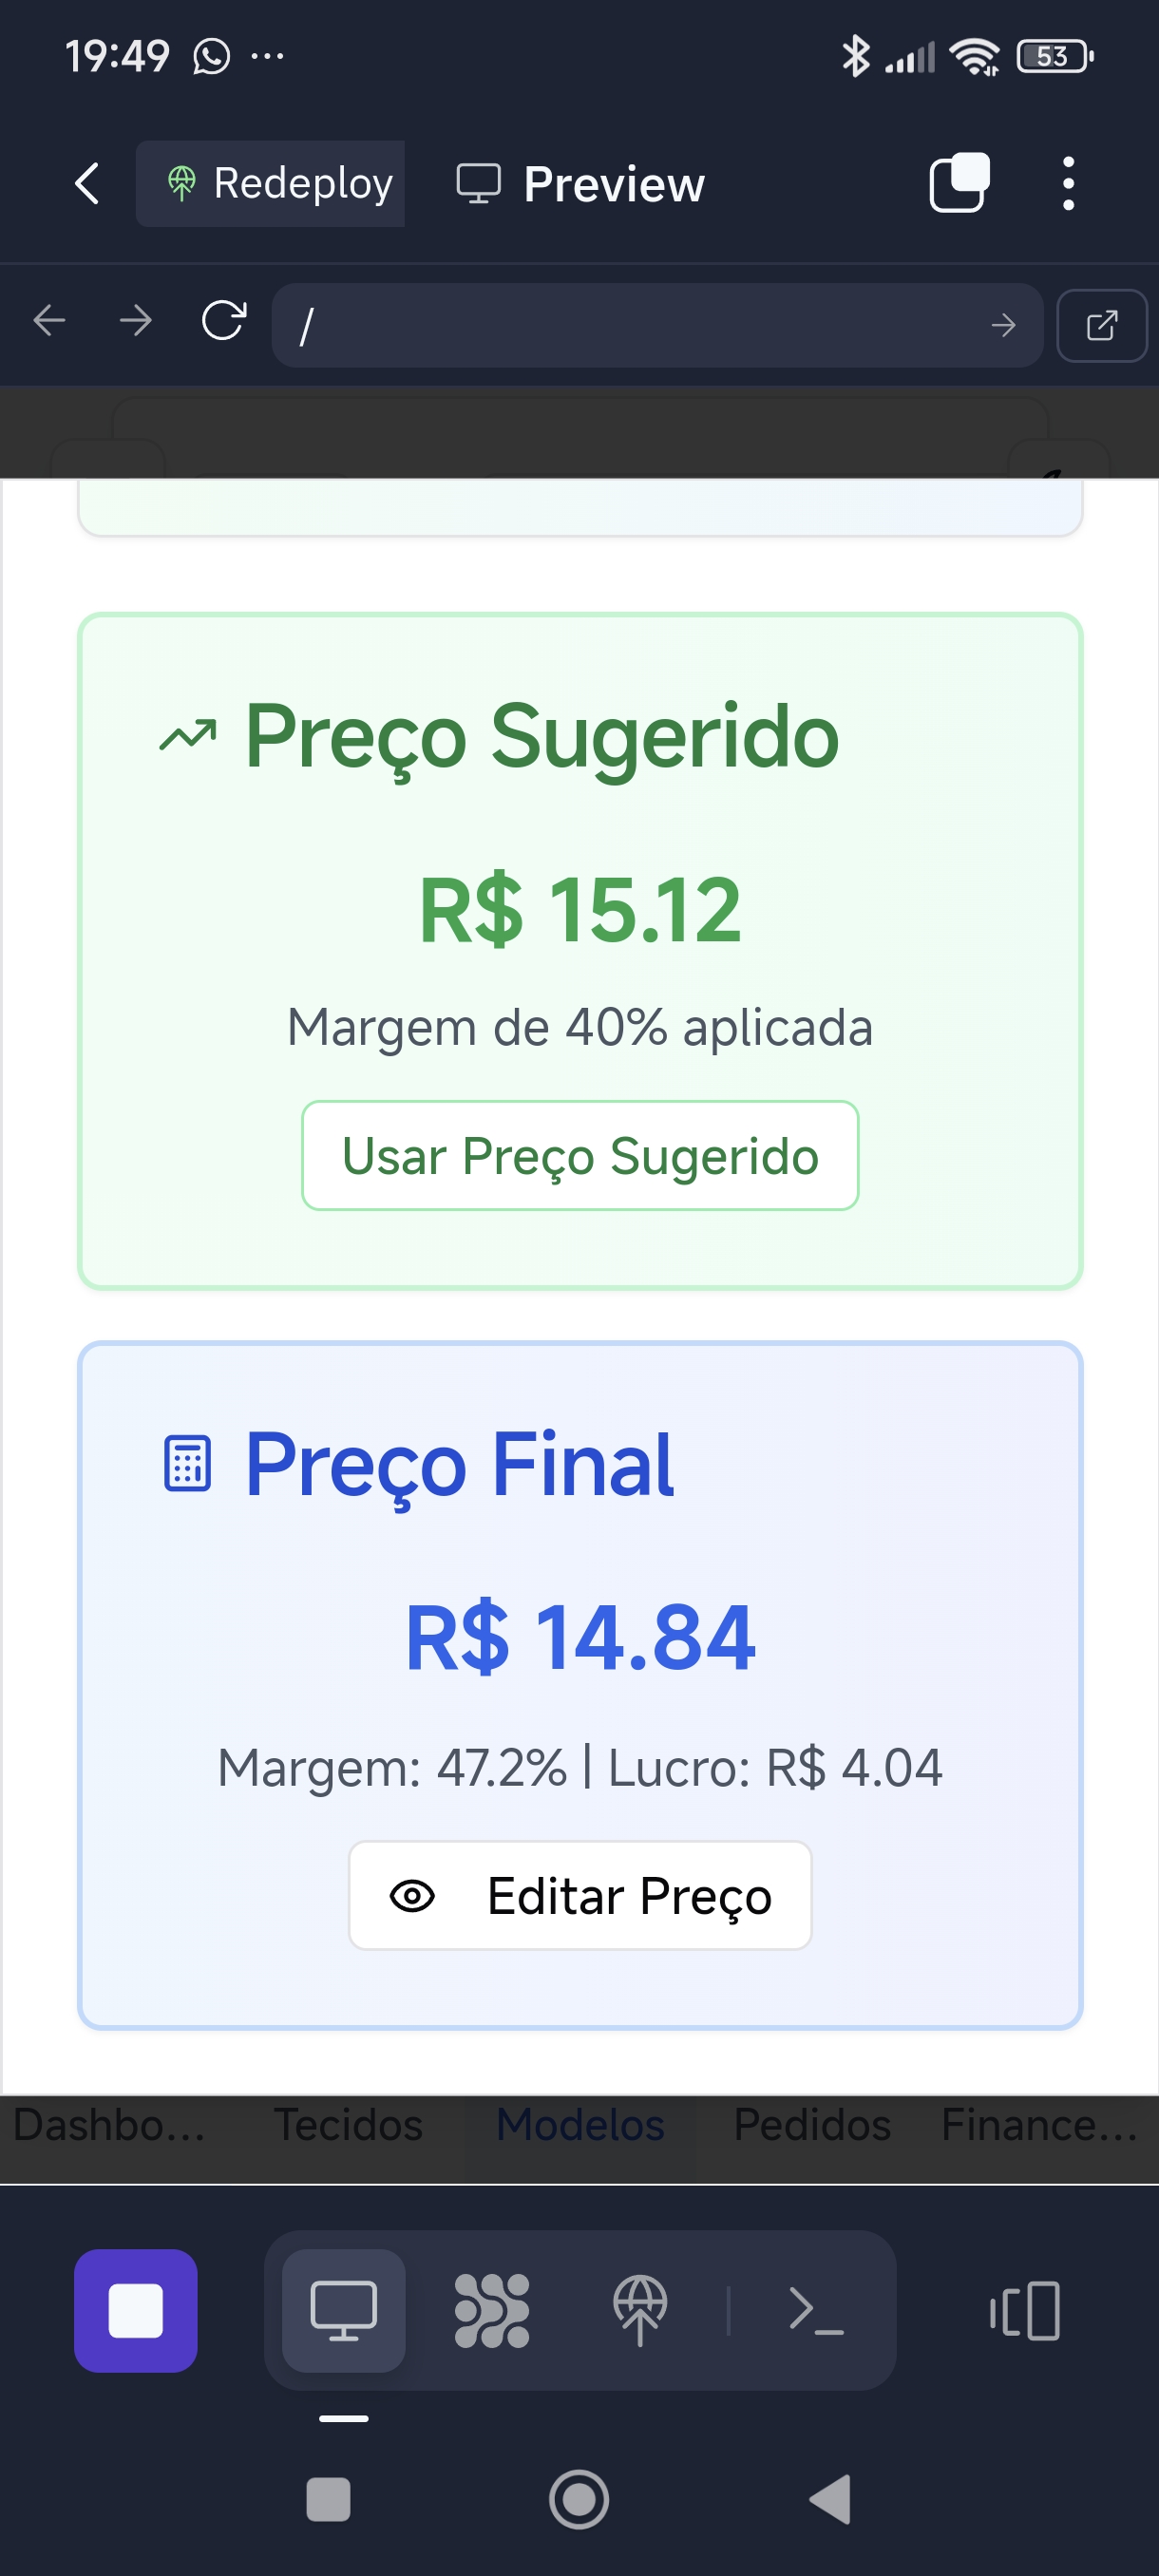 19:49 ... 53
Redeploy Preview
/
Preço Sugerido
R$ 15.12
Margem de 40% aplicada
Usar Preço Sugerido
Preço Final
R$ 14.84
Margem: 47.2% | Lucro: R$ 4.04
Editar Preço
Dashbo... Tecidos Modelos Pedidos Finance...